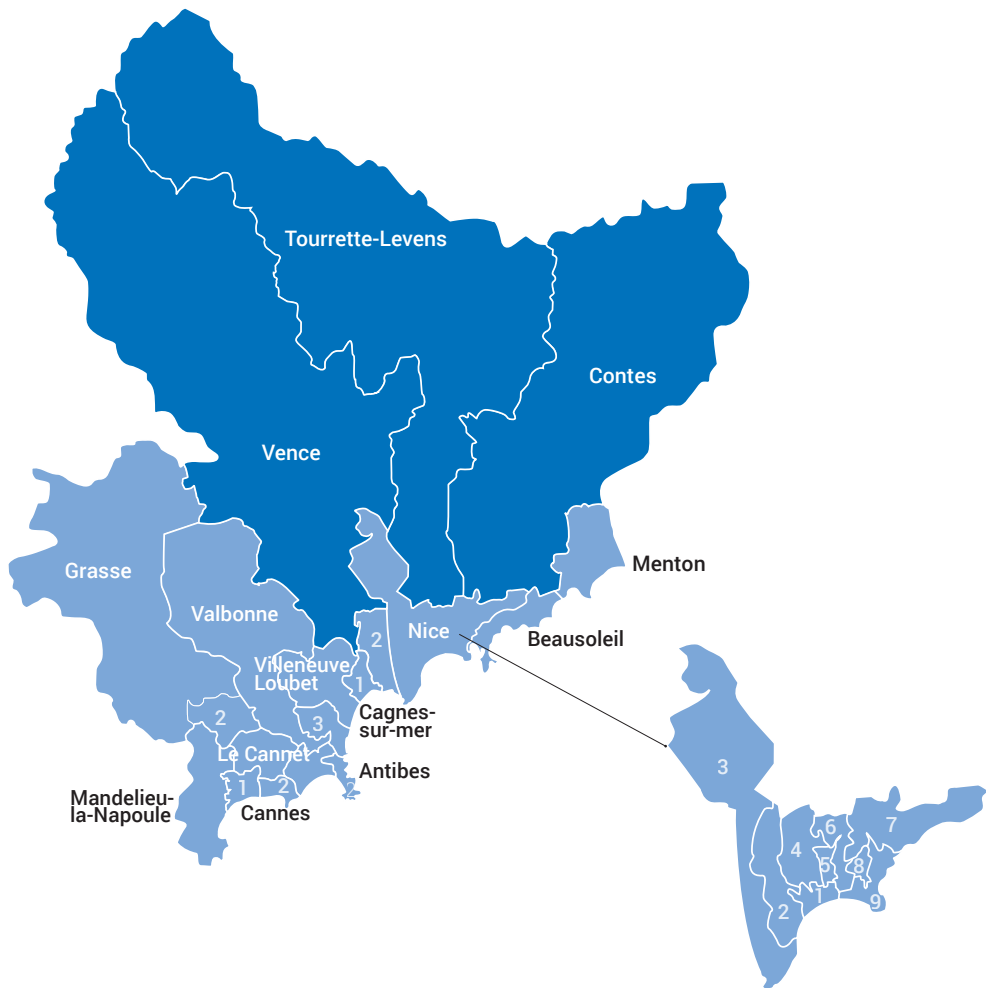 Tourrette-Levens
Contes
Vence
Grasse
Menton
Valbonne
Nice
2
Beausoleil
Villeneuve
Loubet
1
Cagnes-
sur-mer
2
3
Le Cannet
Antibes
1
2
2
Mandelieu-
la-Napoule
Cannes
3
4
6
7
5
8
1
2
9